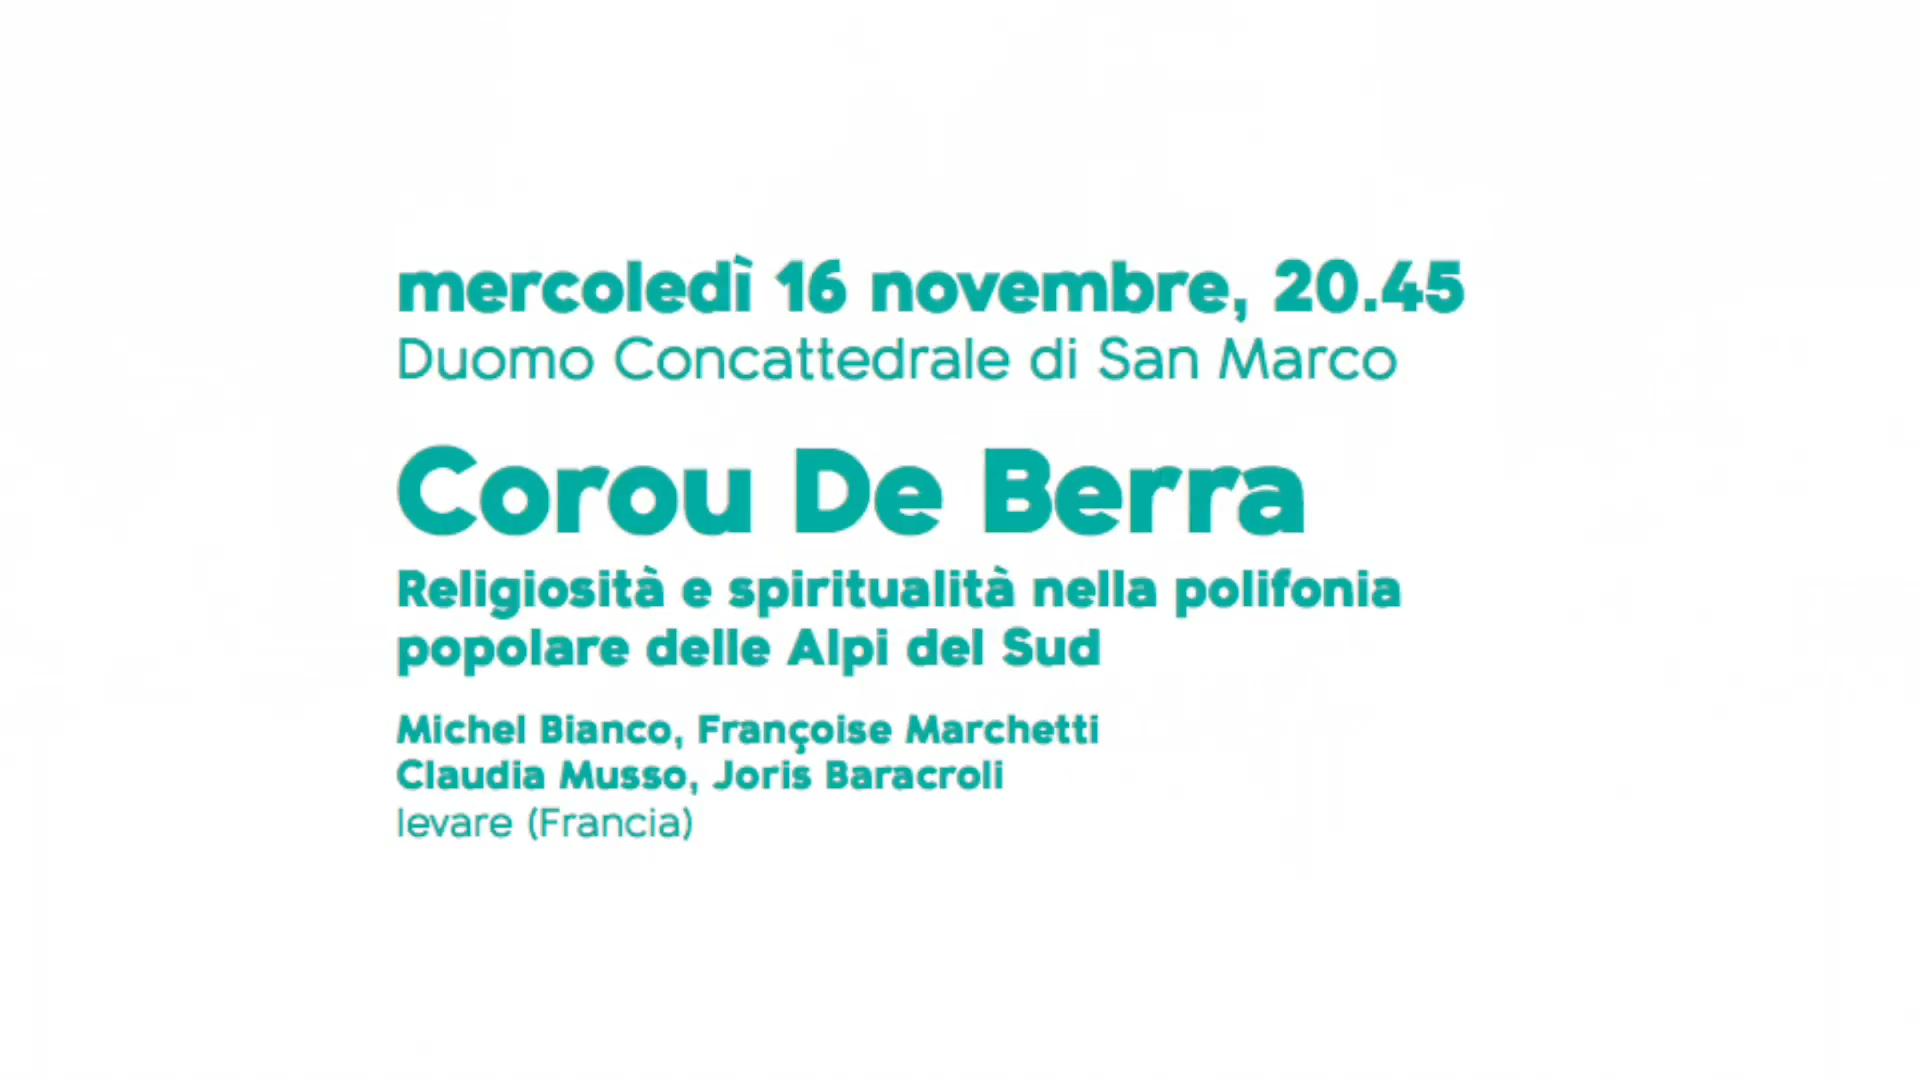 mercoledì 16 novembre, 20.45
Duomo Concattedrale di San Marco
Corou De Berra
Religiosità e spiritualità nella polifonia
popolare delle Alpi del Sud
Michel Bianco, Françoise Marchetti
Claudia Musso, Joris Baracroli
levare (Francia)